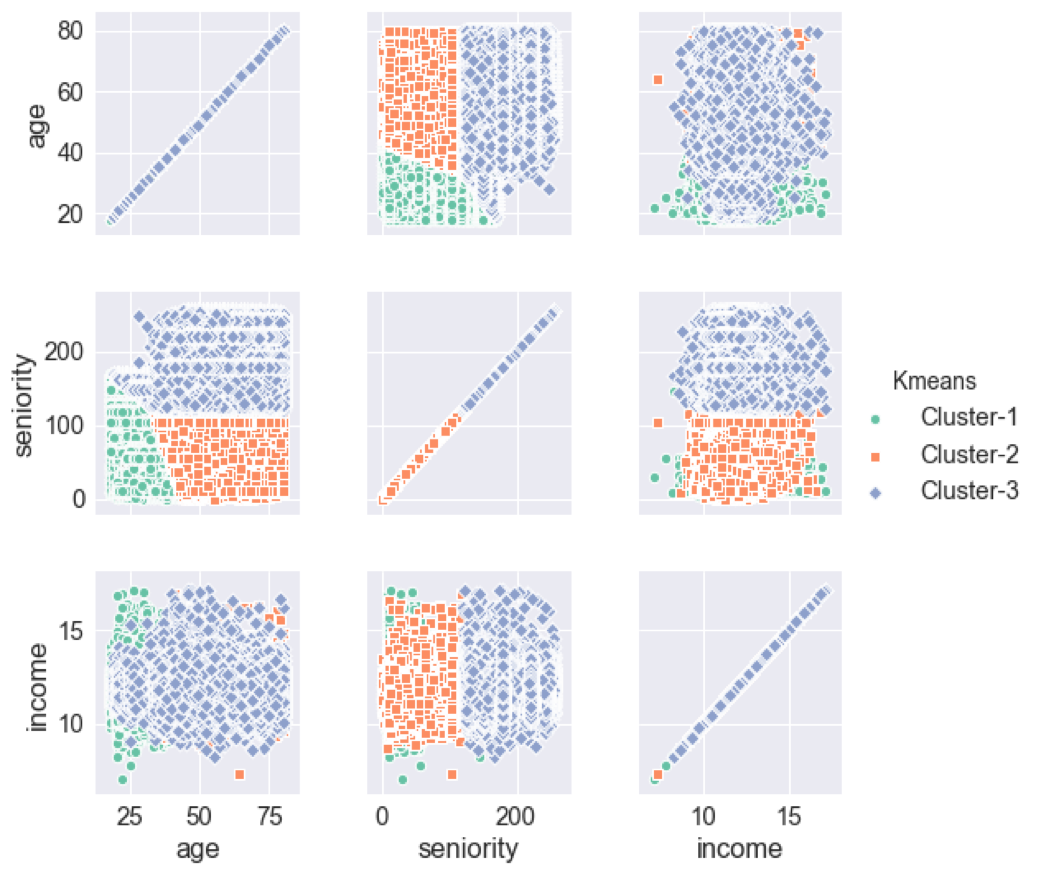 80
60
40
20
age
200
100
0
seniority
Kmeans
Cluster-1
Cluster-2
Cluster-3
15
10
income
25 50 75
0 200
10 15
age
seniority
income